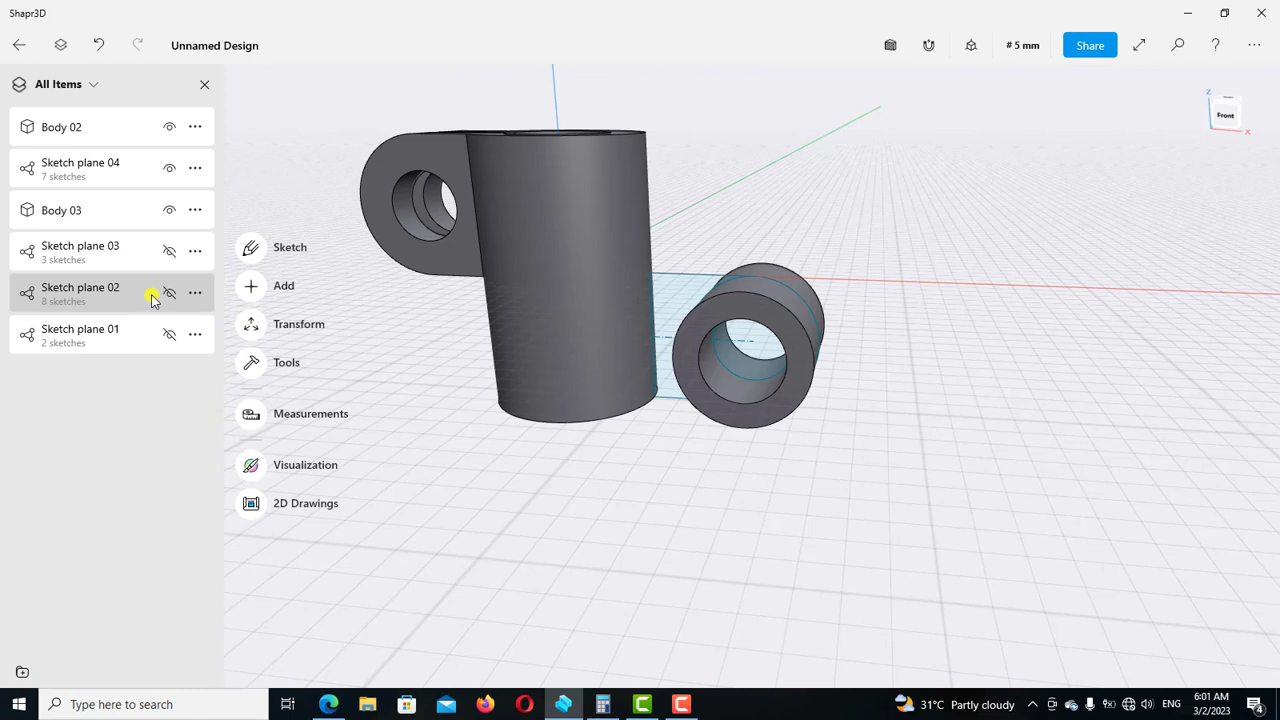 Shapr3D
Unnamed Design
# 5 mm
Share
?
All Items
Body 02
Sketch plane 04
7 sketches
Body 03
Sketch plane 03
3 sketches
Sketch plane 02
8 sketches
Sketch plane 01
2 sketches
Sketch
Add
Transform
Tools
Measurements
Visualization
2D Drawings
Z
Front
X
Type here to search
31°C Partly cloudy
ENG
6:01 AM
3/2/2023
4